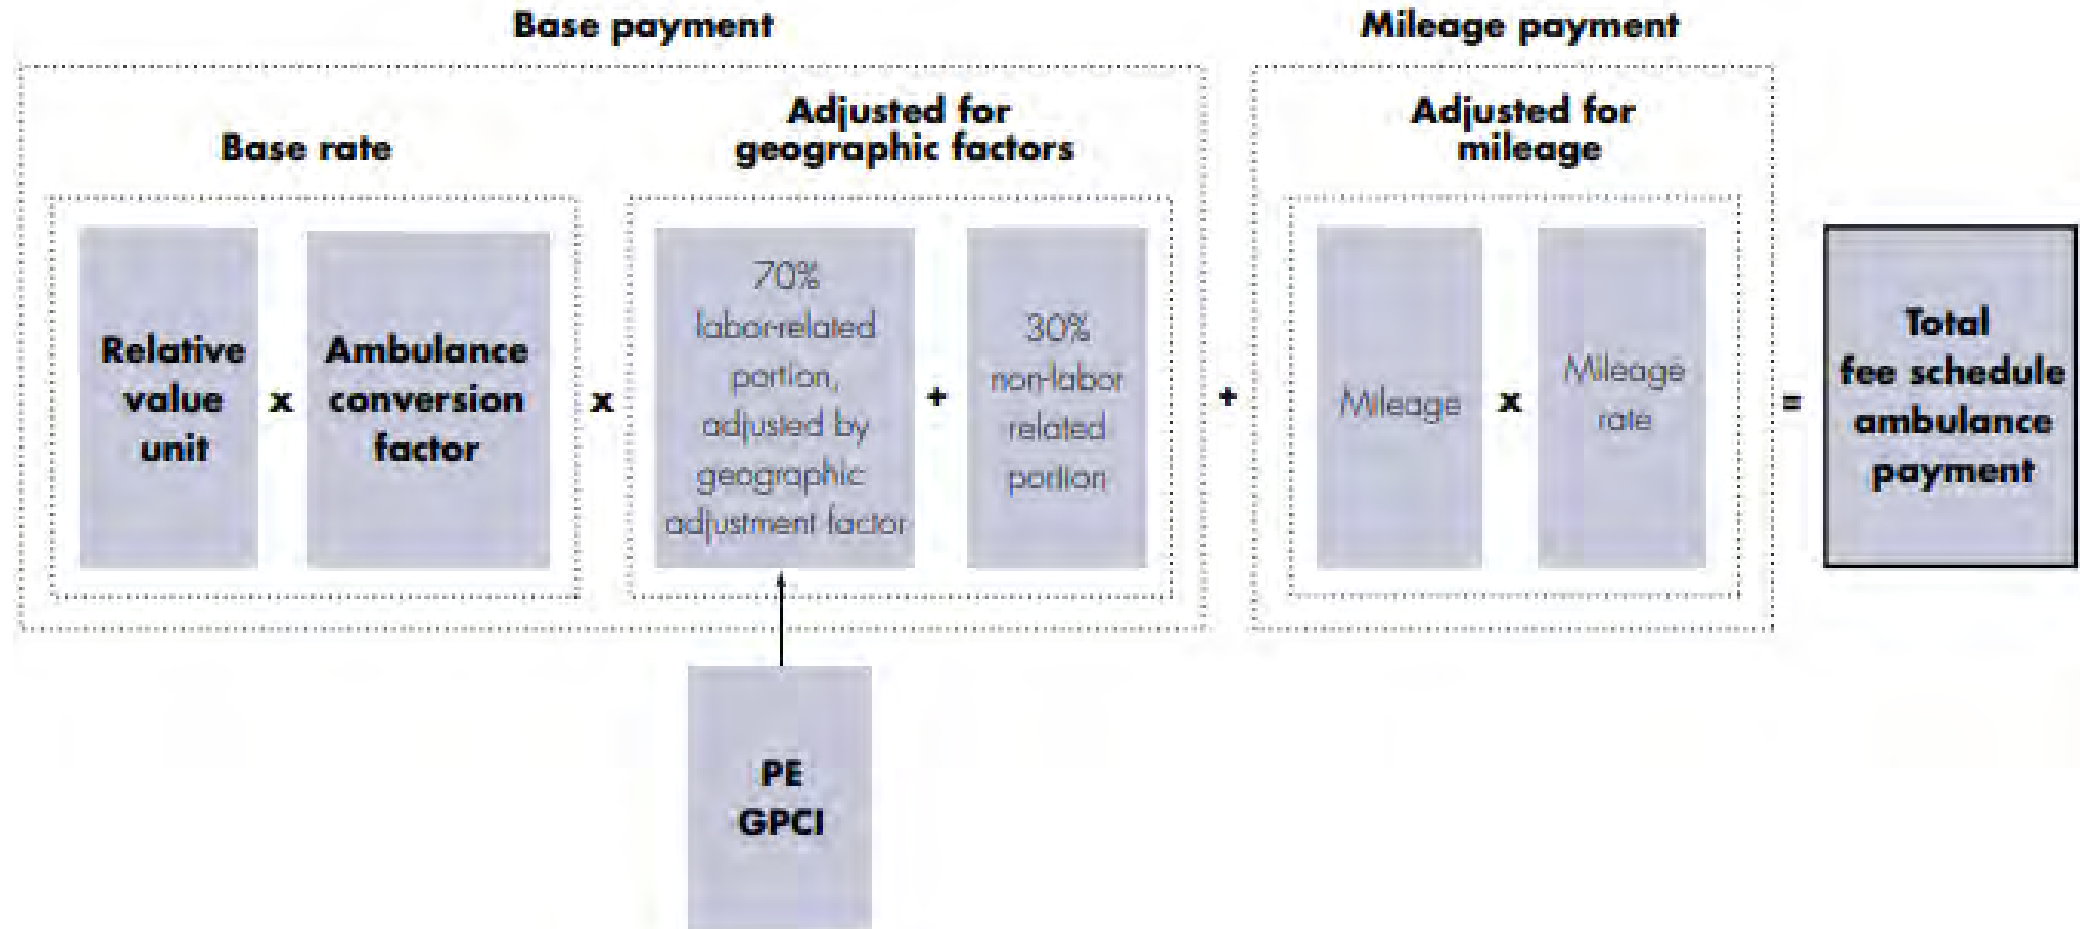 Base payment
Mileage payment
Base rate
Adjusted for
geographic factors
Adjusted for
mileage
Relative
value
unit
x
Ambulance
conversion
factor
x
70%
labor-related
portion,
adjusted by
geographic
adjustment factor
+
30%
non-labor
related
portion
+
Mileage
x
Mileage
rate
=
Total
fee schedule
ambulance
payment
PE
GPCI